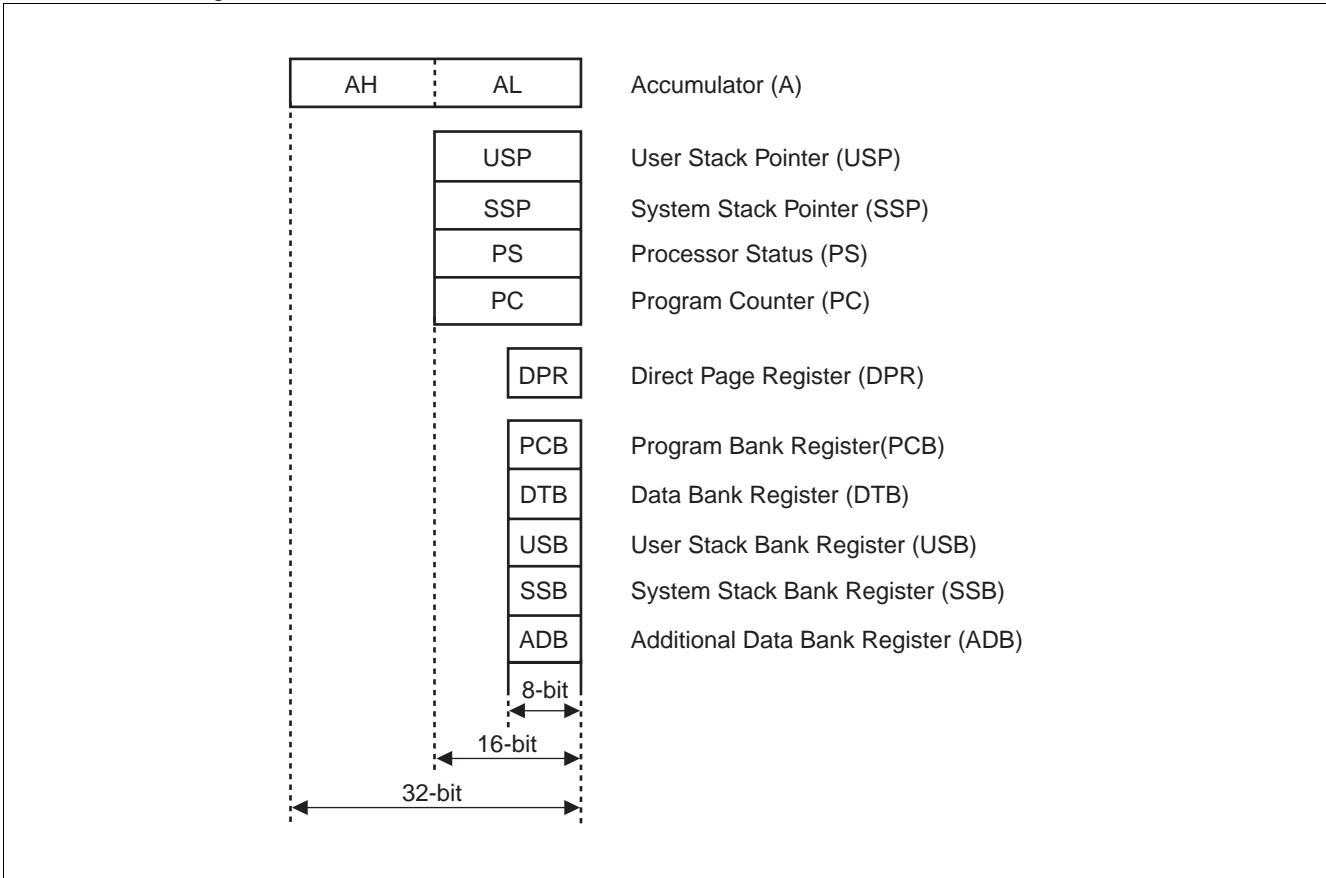 AH AL Accumulator (A)
USP User Stack Pointer (USP)
SSP System Stack Pointer (SSP)
PS Processor Status (PS)
PC Program Counter (PC)
DPR Direct Page Register (DPR)
PCB Program Bank Register(PCB)
DTB Data Bank Register (DTB)
USB User Stack Bank Register (USB)
SSB System Stack Bank Register (SSB)
ADB Additional Data Bank Register (ADB)
8-bit
16-bit
32-bit